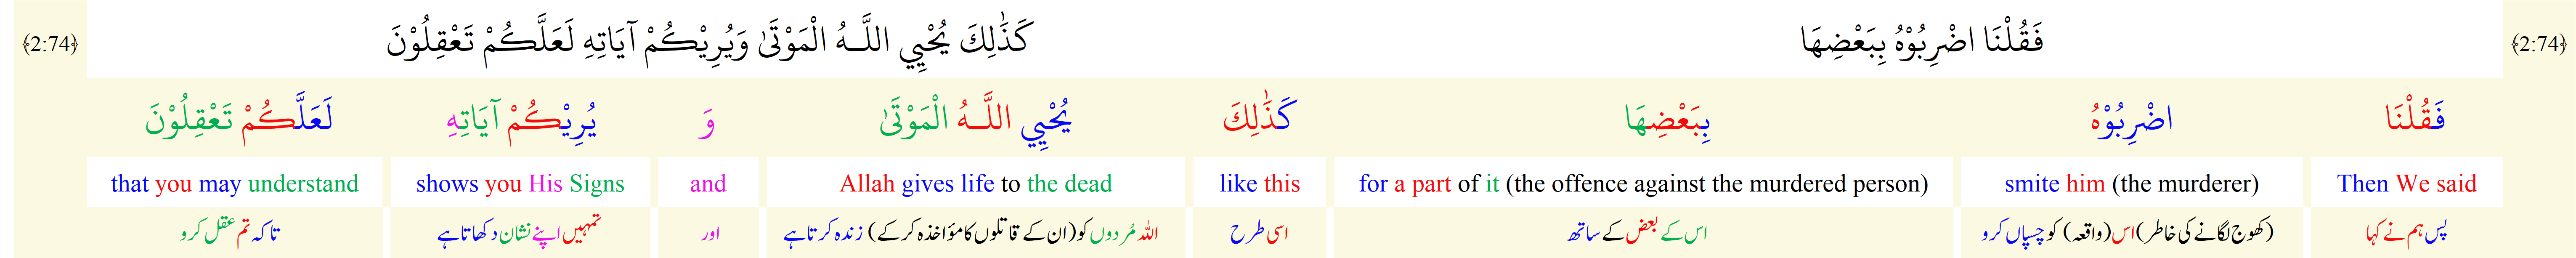 ﴿2:74﴾ فَقُلْنَا اضْرِبُوْهُ بِبَعْضِهَا كَذَٰلِكَ يُحْيِي اللَّـهُ الْمَوْتَىٰ وَيُرِيْكُمْ آيَاتِهِ لَعَلَّكُمْ تَعْقِلُوْنَ ﴿2:74﴾
فَقُلْنَا اضْرِبُوْهُ بِبَعْضِهَا كَذَٰلِكَ يُحْيِي اللَّـهُ الْمَوْتَىٰ وَ يُرِيْكُمْ آيَاتِهِ لَعَلَّكُمْ تَعْقِلُوْنَ
that you may understand shows you His Signs and Allah gives life to the dead like this for a part of it (the offence against the murdered person) smite him (the murderer) Then We said
پس ہم نے کہا (کھوج لگانے کی خاطر) اس (واقعہ) کو چسپاں کرو اس کے بعض کے ساتھ اسی طرح اللہ مُردوں کو (ان کے قاتلوں کا مؤاخذہ کر کے) زندہ کرتا ہے اور تمہیں اپنے نشان دکھاتا ہے تا کہ تم عقل کرو